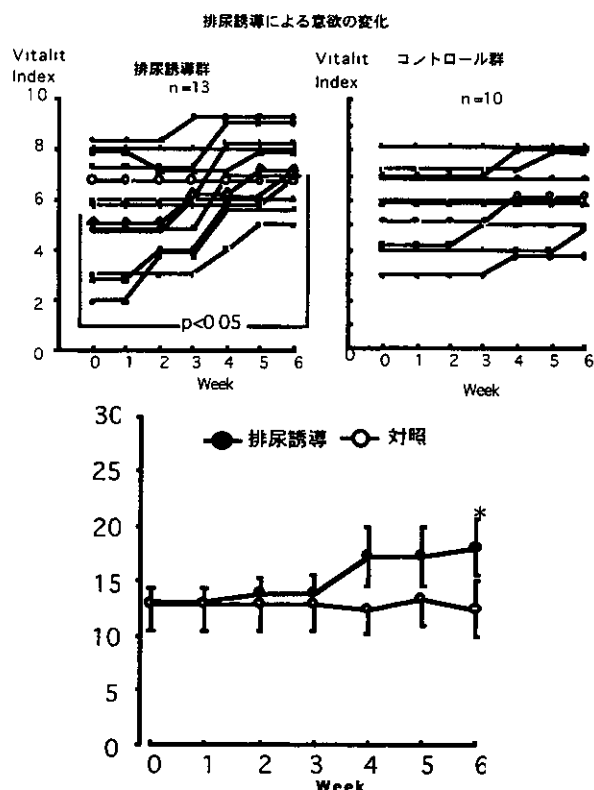 排尿誘導による意欲の変化
Vitalit
Index
排尿誘導群
n=13
10
8
6
4
2
0
p<0 05
0 1 2 3 4 5 6
Week
Vitalit
Index
コントロール群
n=10
0
0 1 2 3 4 5 6
Week
30
25
20
15
10
5
0
排尿誘導 対照
*
0 1 2 3 4 5 6
Week